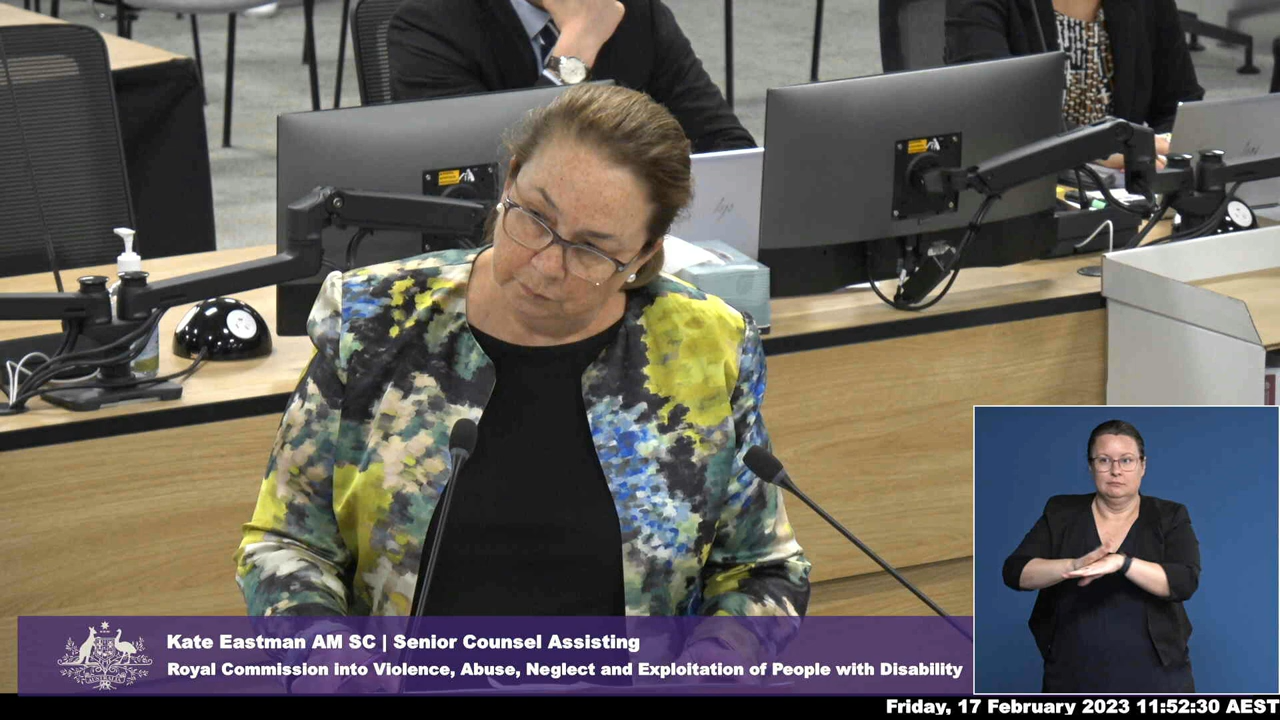 Kate Eastman AM SC | Senior Counsel Assisting
Royal Commission into Violence, Abuse, Neglect and Exploitation of People with Disability
Friday, 17 February 2023 11:52:30 AEST